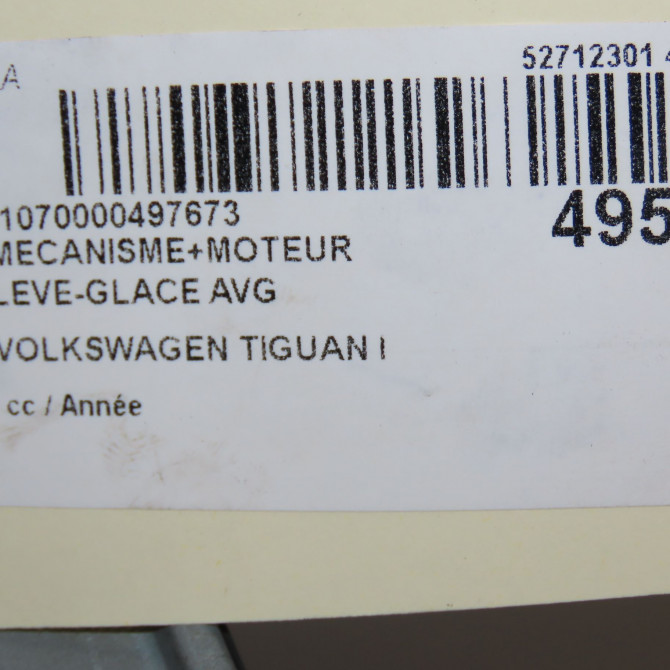 A
52712301 4
1070000497673
495
MECANISME+MOTEUR
LEVE-GLACE AVG
VOLKSWAGEN TIGUAN I
cc / Année